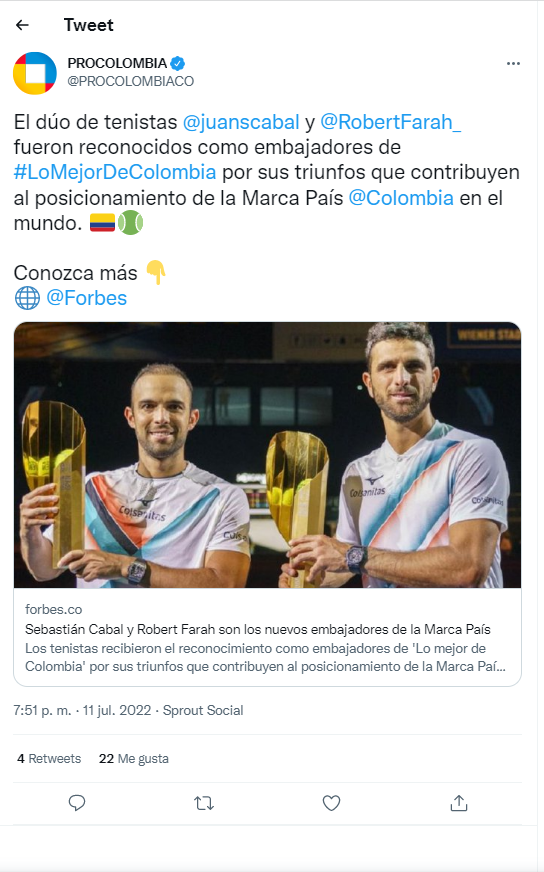 Tweet
PROCOLOMBIA
@PROCOLOMBIACO
El dúo de tenistas @juanscabal y @RobertFarah_
fueron reconocidos como embajadores de
#LoMejorDeColombia por sus triunfos que contribuyen
al posicionamiento de la Marca País @Colombia en el
mundo.
Conozca más
@Forbes
WIENER STAD
Colsanitas
Cols
Colsanitas
Colsanitas
forbes.co
Sebastián Cabal y Robert Farah son los nuevos embajadores de la Marca País
Los tenistas recibieron el reconocimiento como embajadores de 'Lo mejor de
Colombia' por sus triunfos que contribuyen al posicionamiento de la Marca Paí...
7:51 p. m. · 11 jul. 2022 · Sprout Social
4 Retweets 22 Me gusta